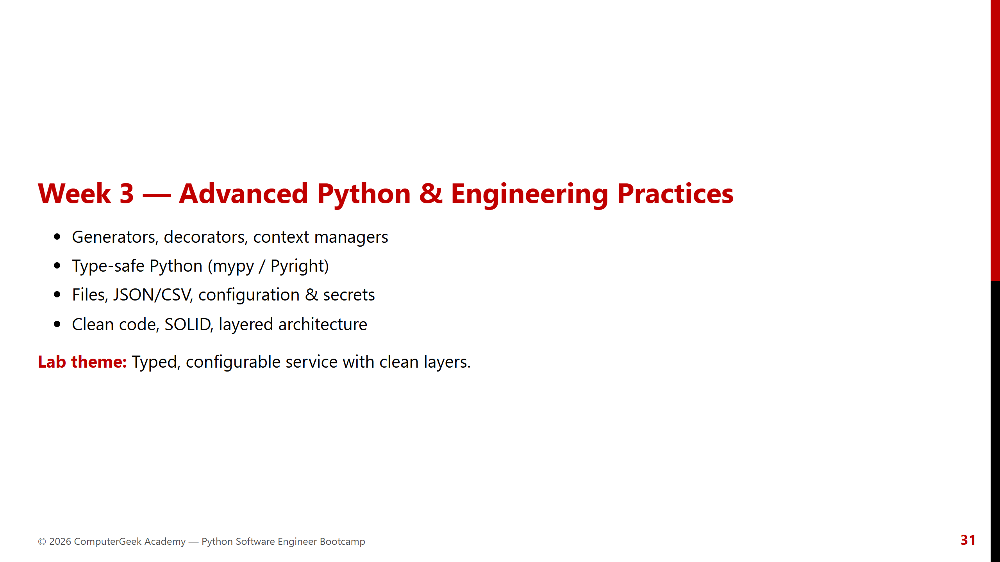 Week 3 — Advanced Python & Engineering Practices
• Generators, decorators, context managers
• Type-safe Python (mypy / Pyright)
• Files, JSON/CSV, configuration & secrets
• Clean code, SOLID, layered architecture
Lab theme: Typed, configurable service with clean layers.
© 2026 ComputerGeek Academy — Python Software Engineer Bootcamp
31